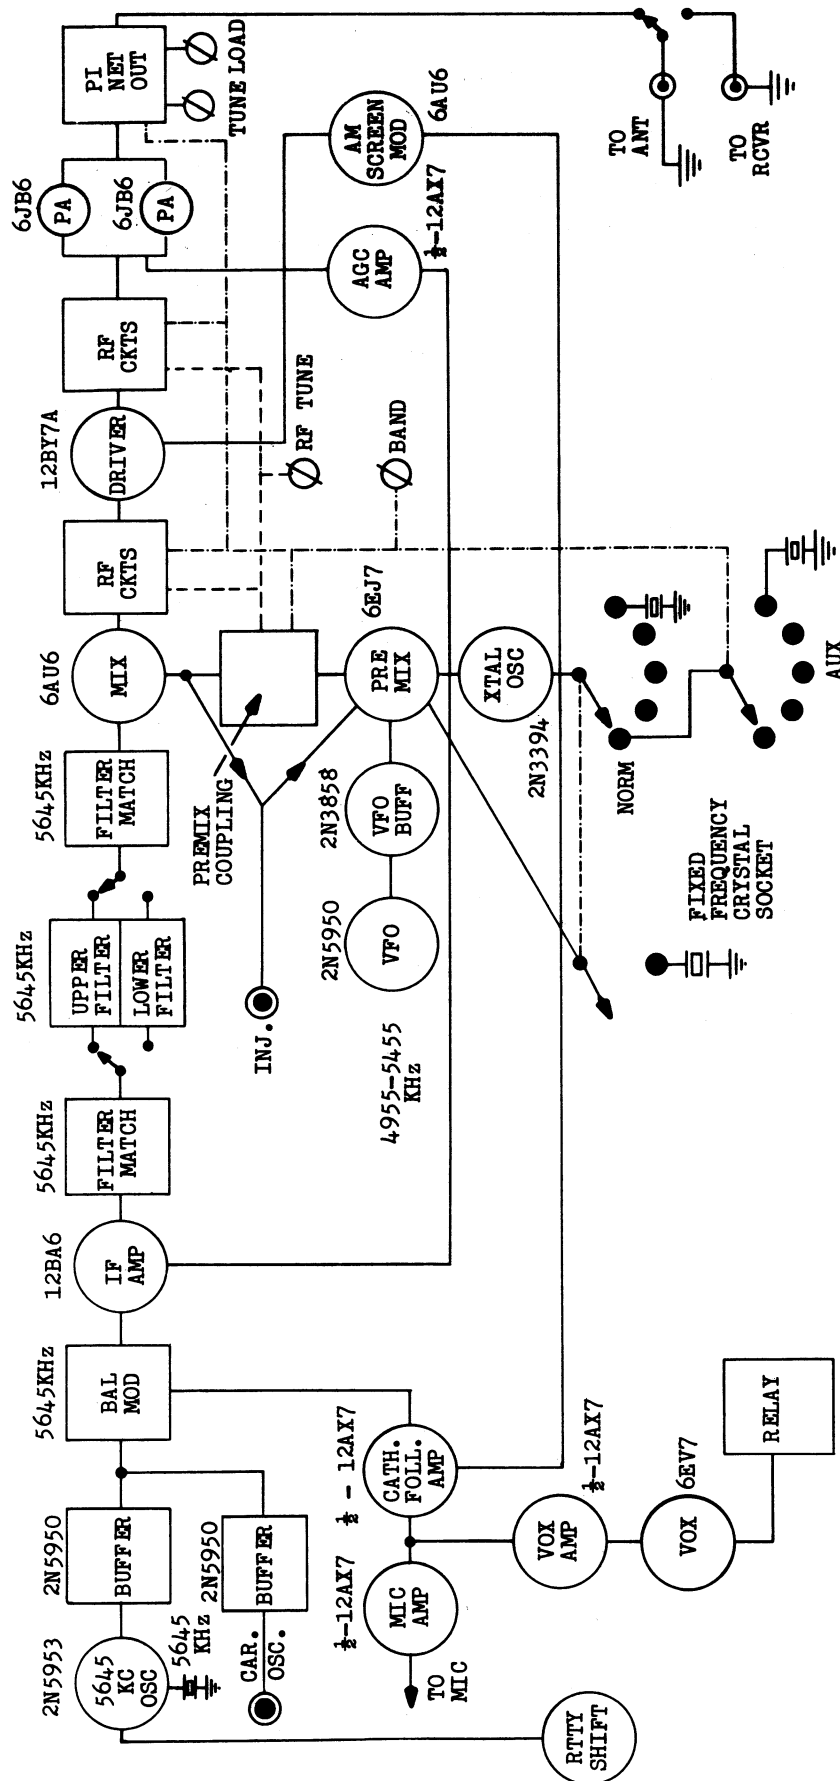 2N5953
5645
KC
OSC
5645
KHz
2N5950
BUFFER
CAR.
OSC.
2N5950
BUFFER
RTTY
SHIFT
5645KHz
BAL
MOD
12BA6
IF
AMP
5645KHz
FILTER
MATCH
5645KHz
UPPER
FILTER
LOWER
FILTER
5645KHz
FILTER
MATCH
6AU6
MIX
RF
CKTS
12BY7A
DRIVER
RF
CKTS
6JB6
PA
6JB6
PA
PI
NET
OUT
TUNE
LOAD
TO
MIC
½-12AX7
MIC
AMP
½ - 12AX7
CATH.
FOLL.
AMP
½-12AX7
VOX
AMP
6EV7
VOX
RELAY
INJ.
PREMIX
COUPLING
4955-5455
KHz
2N5950
VFO
2N3858
VFO
BUFF
6EJ7
PRE
MIX
2N3394
XTAL
OSC
RF TUNE
BAND
½-12AX7
AGC
AMP
6AU6
AM
SCREEN
MOD
FIXED
FREQUENCY
CRYSTAL
SOCKET
NORM
AUX
TO
ANT
TO
RCVR